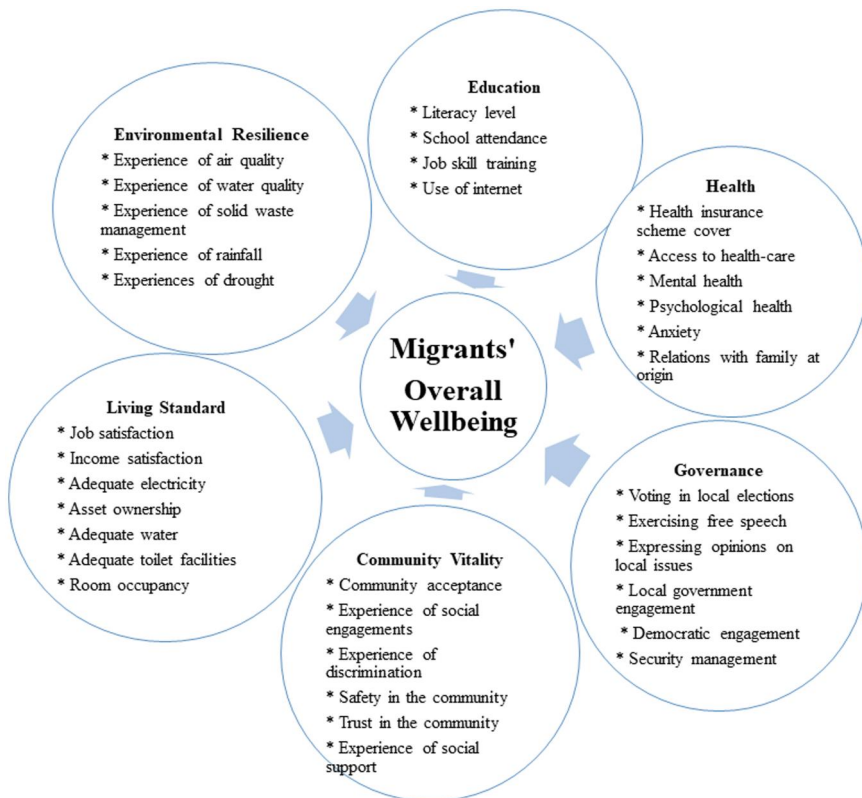 Education
* Literacy level
* School attendance
* Job skill training
* Use of internet
Environmental Resilience
* Experience of air quality
* Experience of water quality
* Experience of solid waste
management
* Experience of rainfall
* Experiences of drought
Health
* Health insurance
scheme cover
* Access to health-care
* Mental health
* Psychological health
* Anxiety
* Relations with family at
origin
Migrants'
Overall
Wellbeing
Living Standard
* Job satisfaction
* Income satisfaction
* Adequate electricity
* Asset ownership
* Adequate water
* Adequate toilet facilities
* Room occupancy
Governance
* Voting in local elections
* Exercising free speech
* Expressing opinions on
local issues
* Local government
engagement
* Democratic engagement
* Security management
Community Vitality
* Community acceptance
* Experience of social
engagements
* Experience of
discrimination
* Safety in the community
* Trust in the community
* Experience of social
support